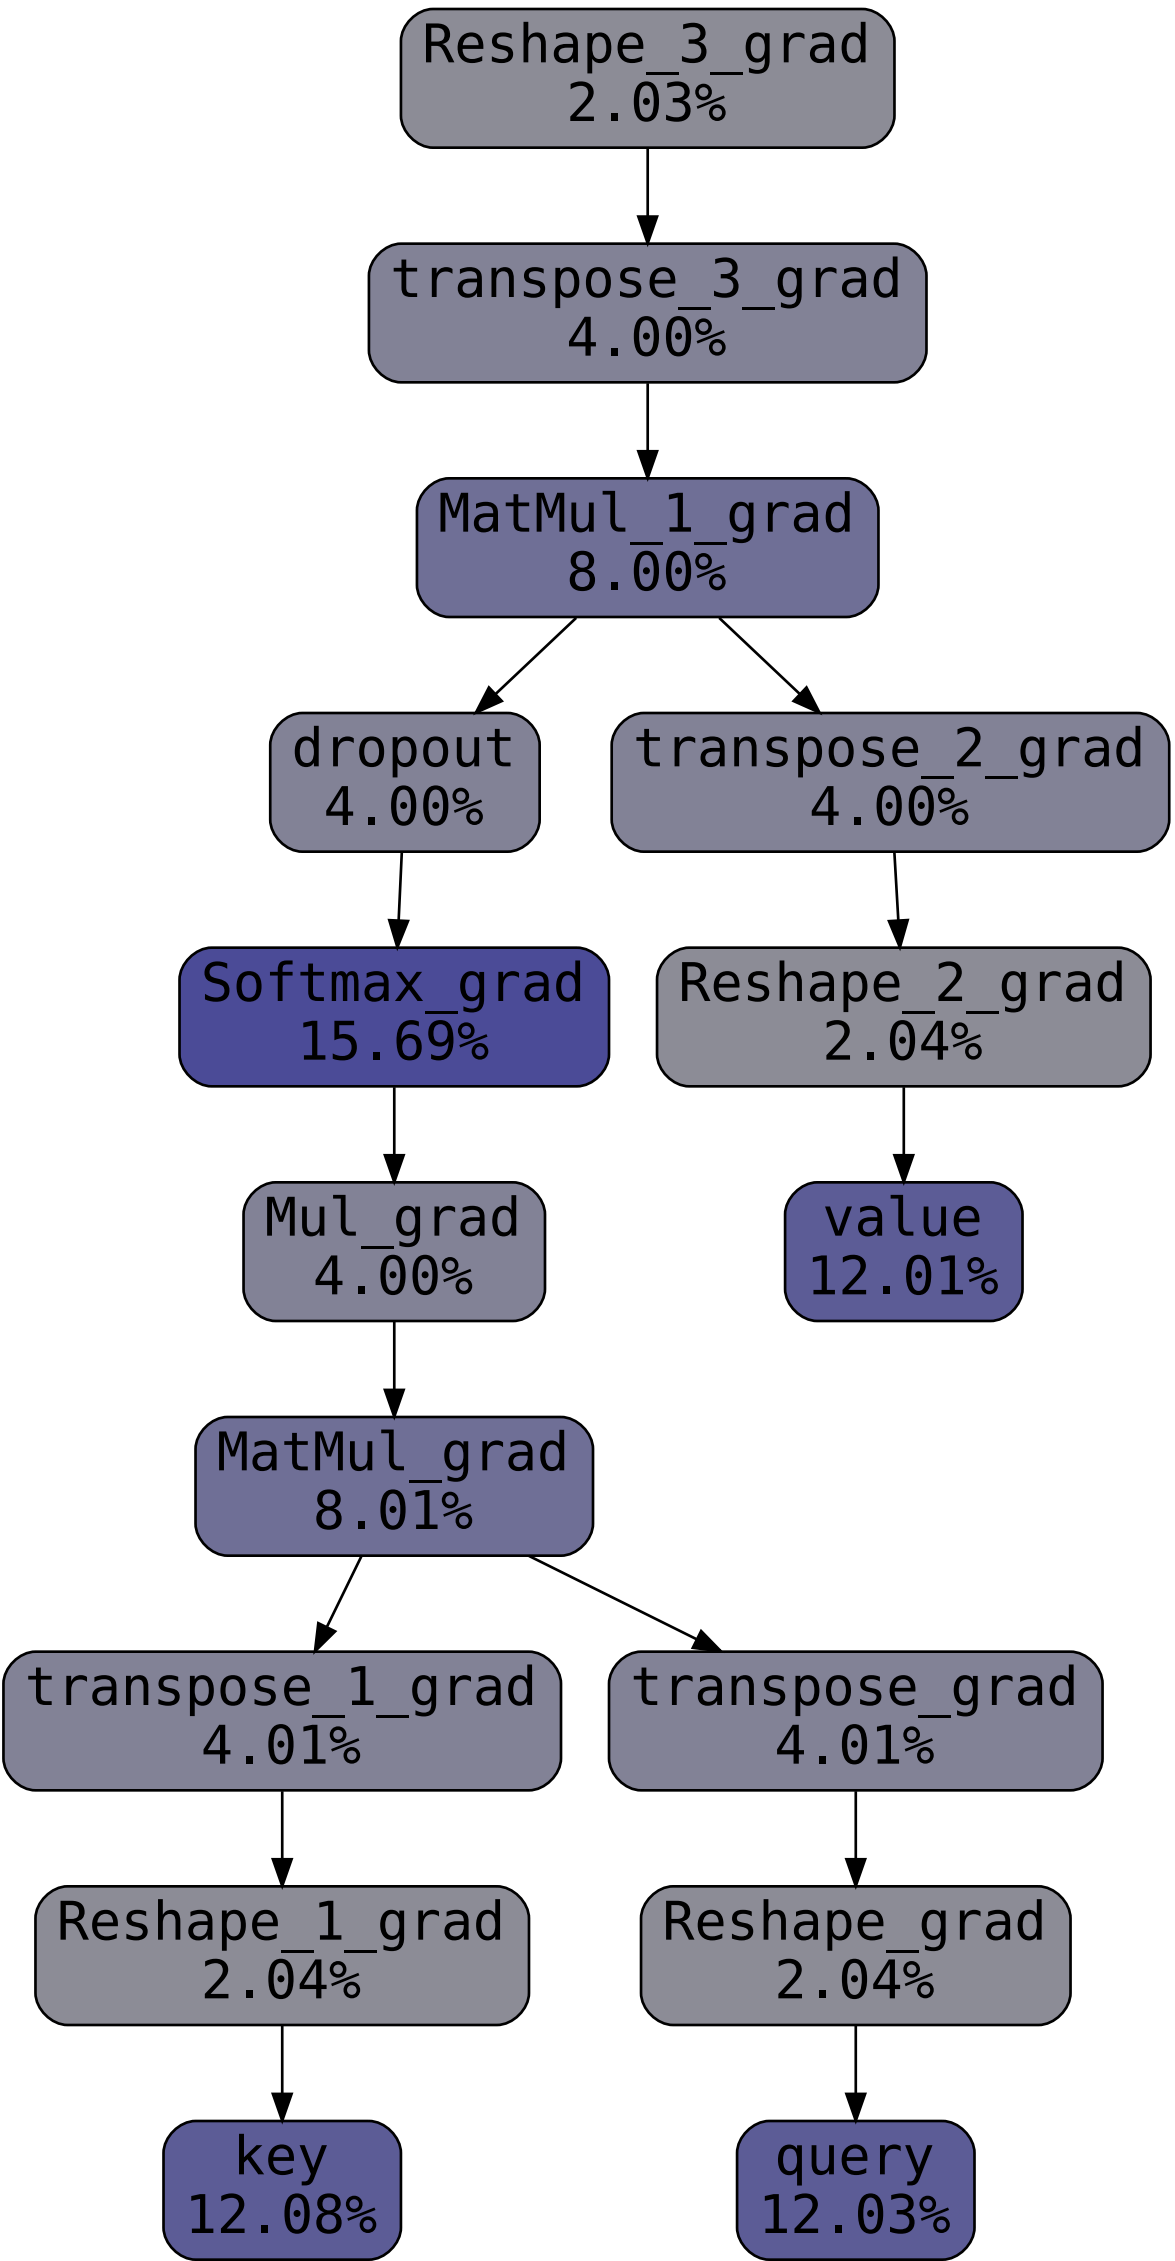 Reshape_3_grad
2.03%
transpose_3_grad
4.00%
MatMul_1_grad
8.00%
dropout
4.00%
transpose_2_grad
4.00%
Softmax_grad
15.69%
Reshape_2_grad
2.04%
Mul_grad
4.00%
value
12.01%
MatMul_grad
8.01%
transpose_1_grad
4.01%
transpose_grad
4.01%
Reshape_1_grad
2.04%
Reshape_grad
2.04%
key
12.08%
query
12.03%